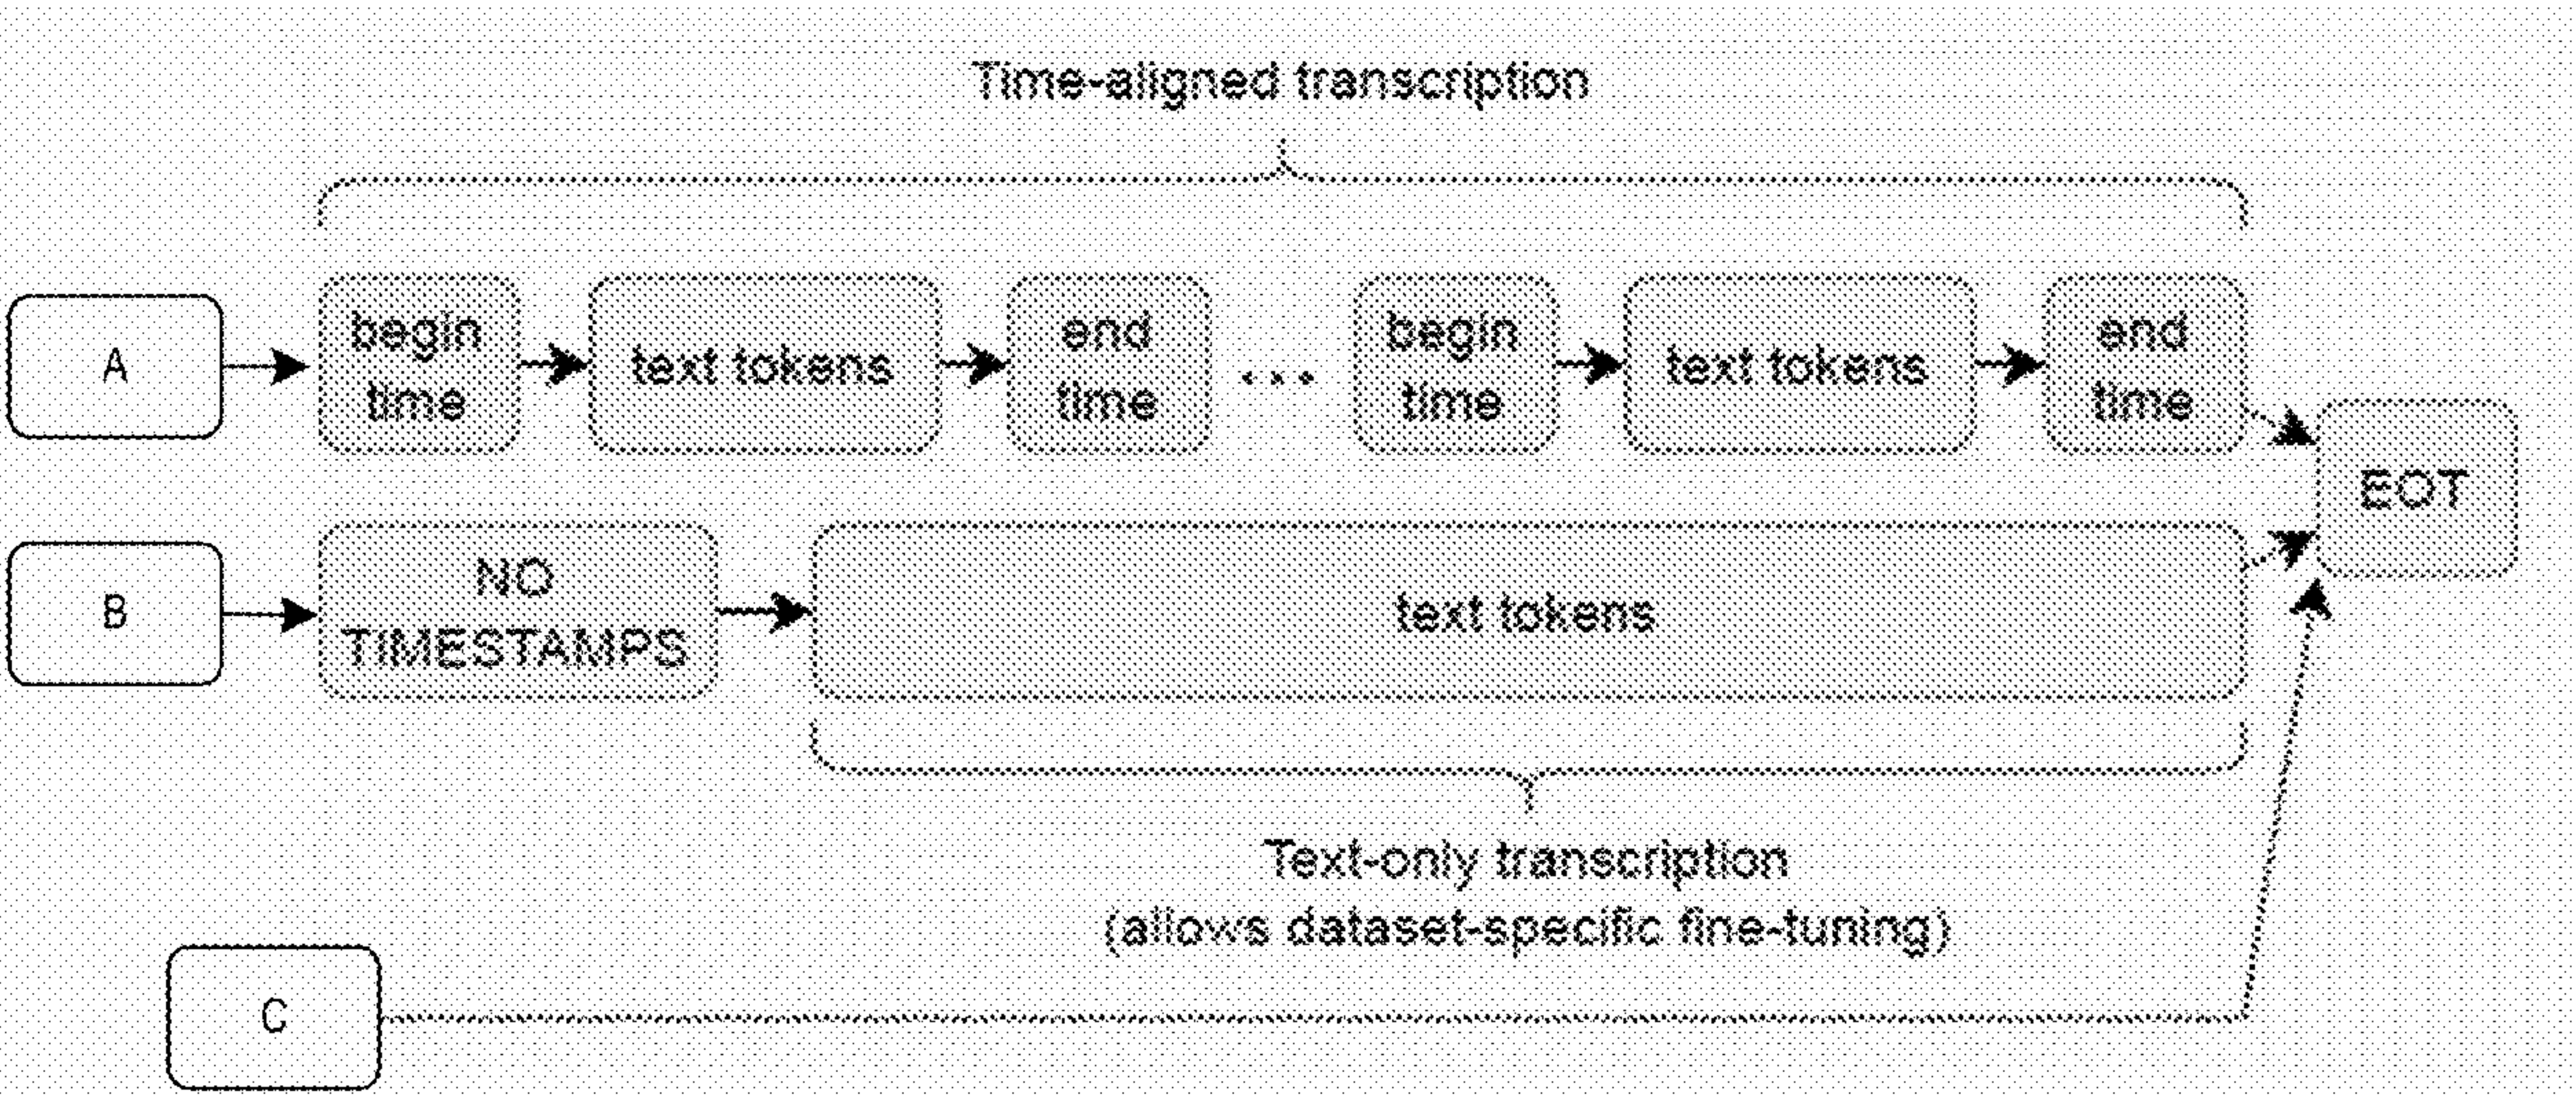 Time-aligned transcription
A
begin
time
text tokens
end
time
...
begin
time
text tokens
end
time
EOT
B
NO
TIMESTAMPS
text tokens
Text-only transcription
(allows dataset-specific fine-tuning)
C